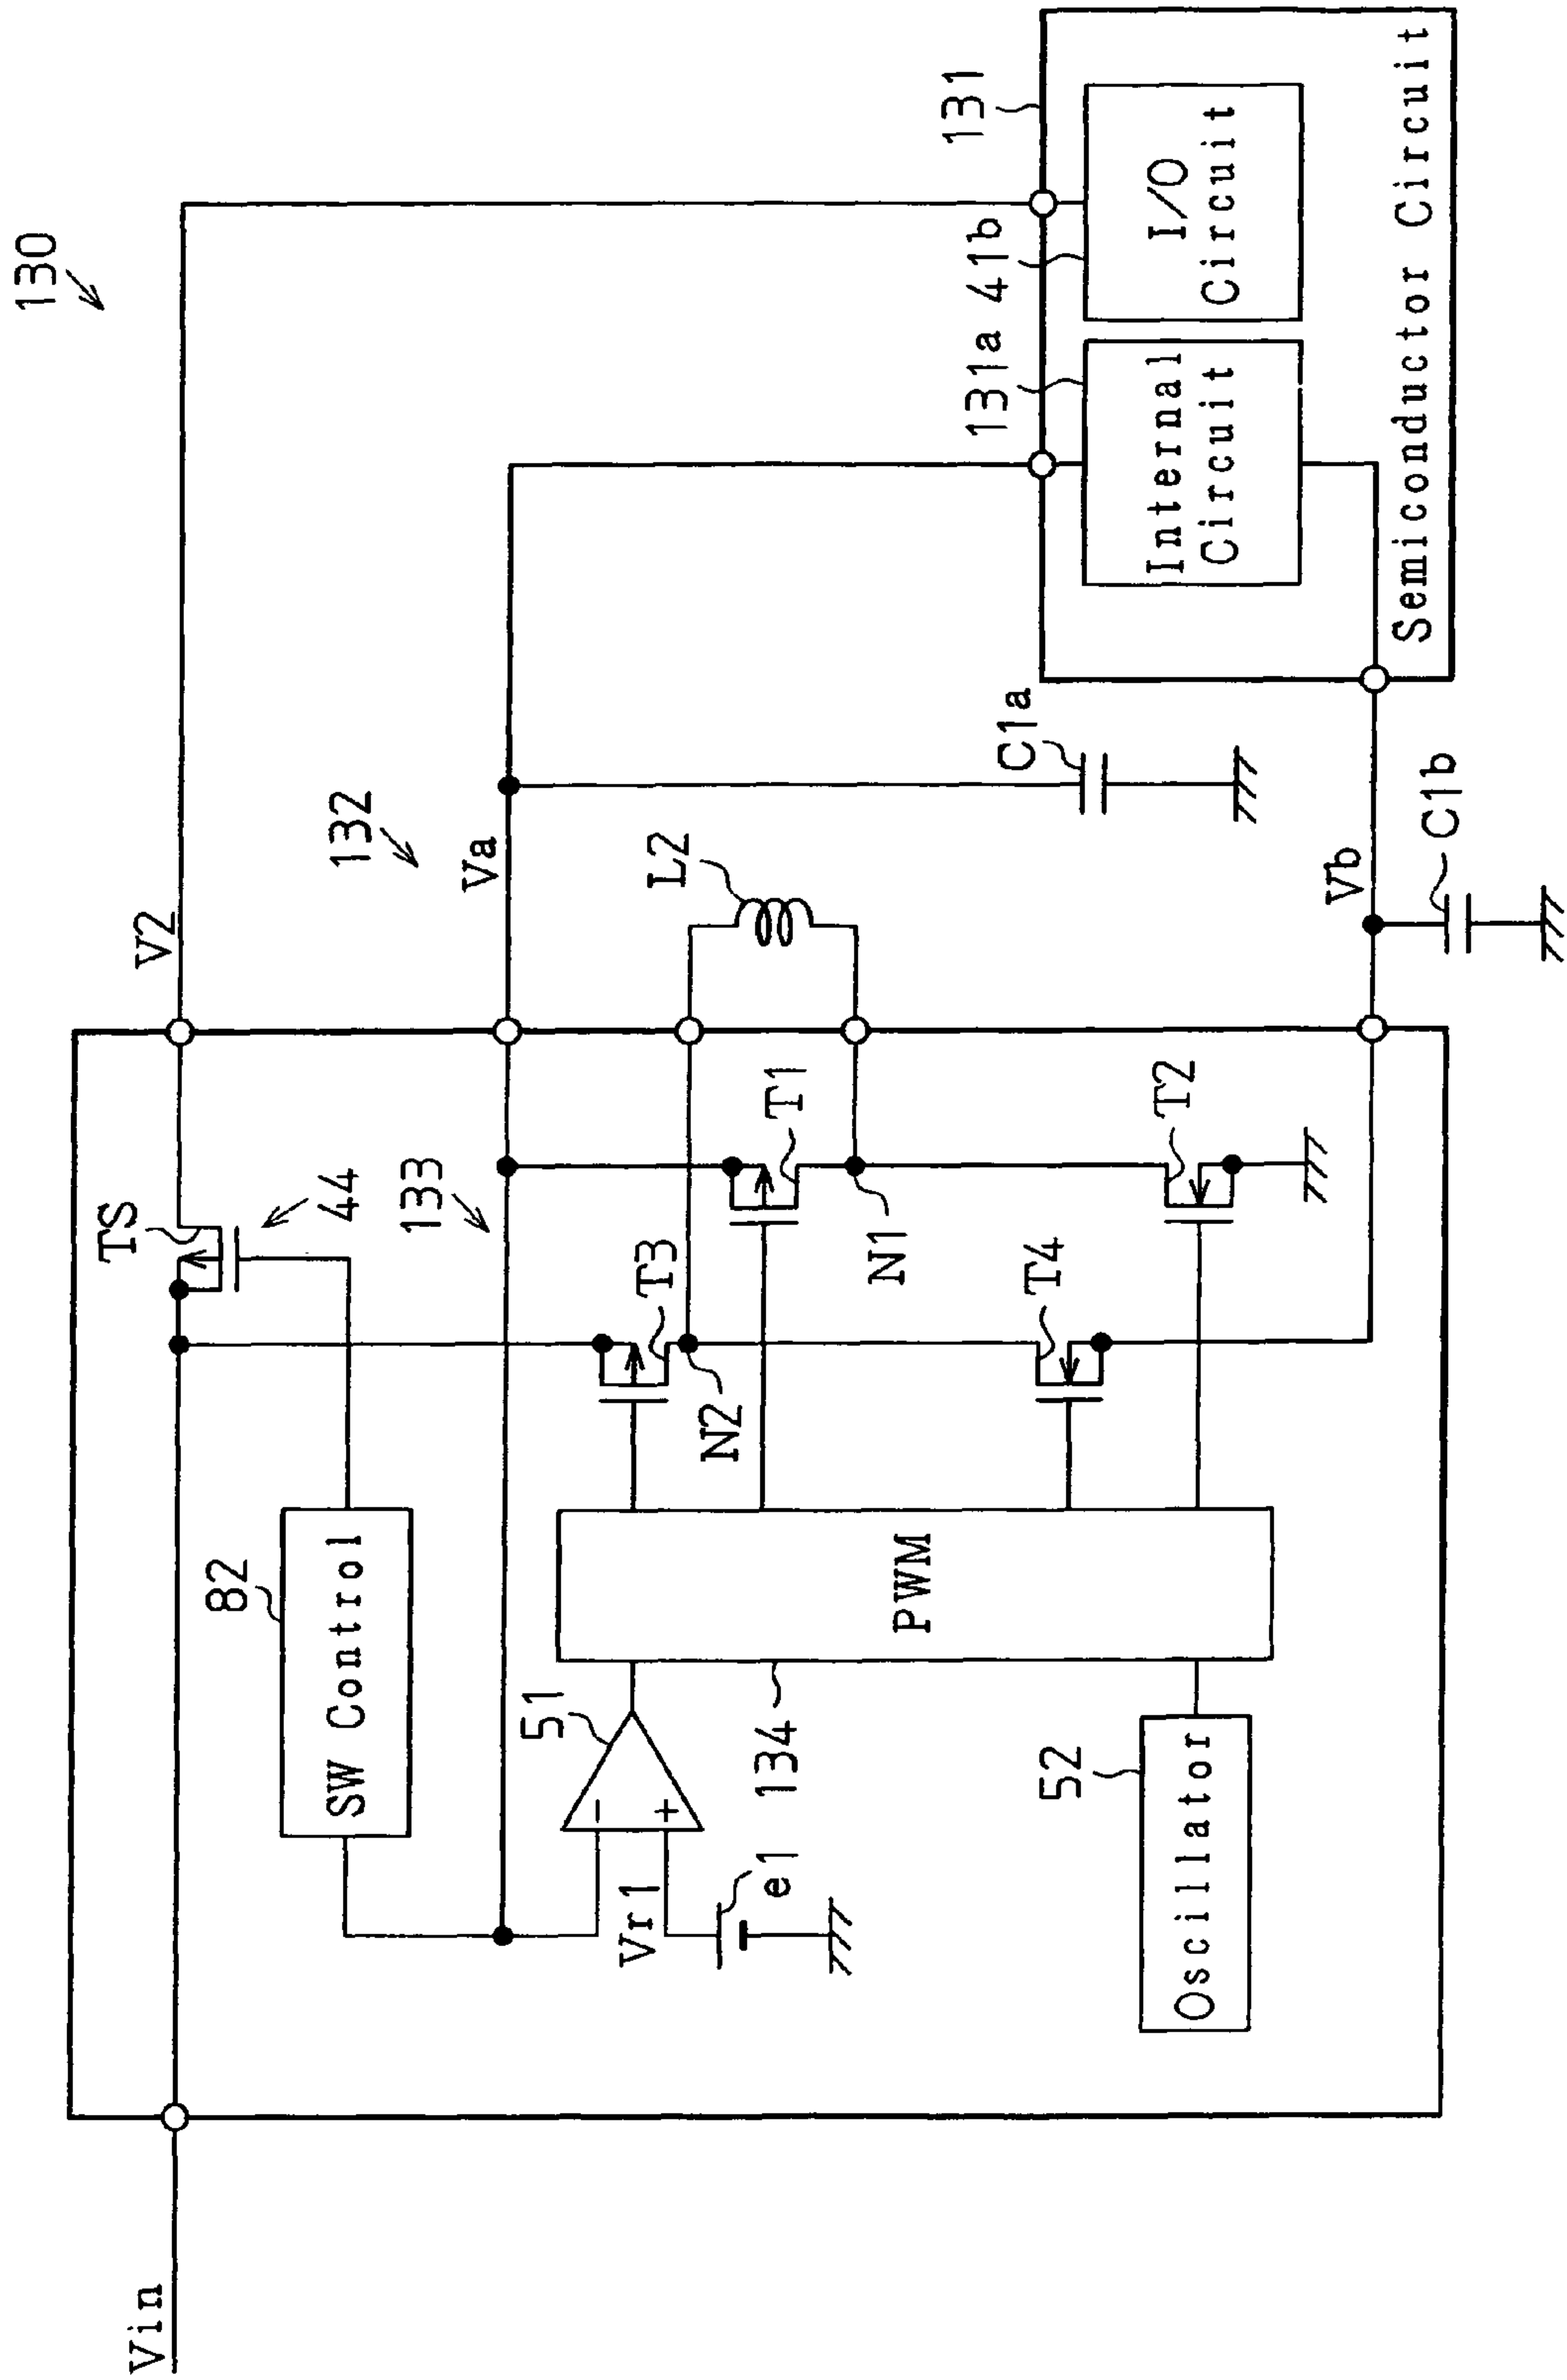 130
Vin
V2
TS
44
82
SW Control
132
Va
133
131
131a
41b
Internal
Circuit
I/O
Circuit
Semiconductor Circuit
L2
C1a
T3
T1
N2
N1
51
−
+
Vr1
e1
134
PWM
T4
T2
52
Oscillator
Vb
C1b